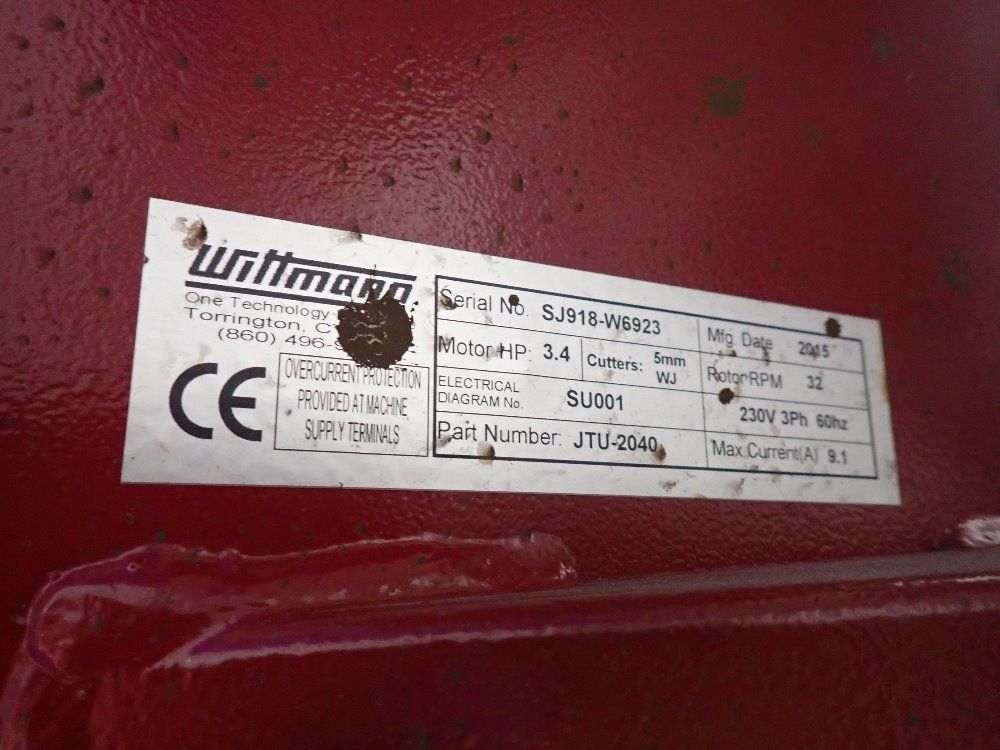 Wittmann
One Technology
Torrington, C
(860) 496-
CE
OVERCURRENT PROTECTION
PROVIDED AT MACHINE
SUPPLY TERMINALS
Serial No. SJ918-W6923
Mfg. Date 2015
Motor HP: 3.4
Cutters: 5mm
WJ
Rotor RPM 32
ELECTRICAL
DIAGRAM No. SU001
230V 3Ph 60hz
Part Number: JTU-2040
Max.Current(A) 9.1